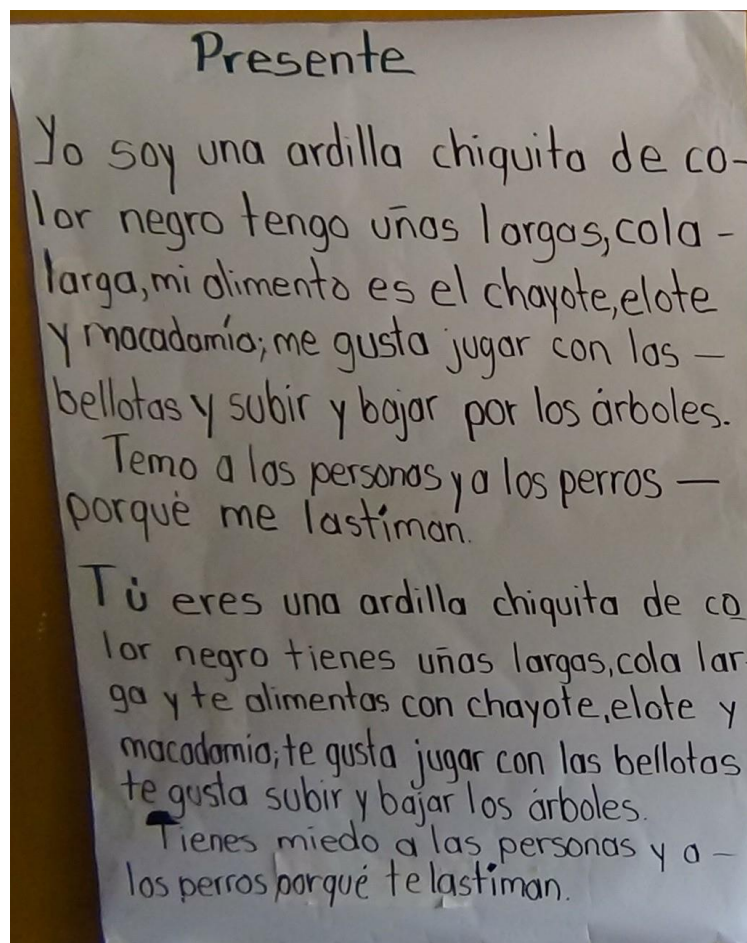 Presente
Yo soy una ardilla chiquita de co-
lor negro tengo uñas largas, cola -
larga, mi alimento es el chayote, elote
y macadamía; me gusta jugar con las —
bellotas y subir y bajar por los árboles.
Temo a las personas y a los perros —
porqué me lastiman.
Tú eres una ardilla chiquita de co
lor negro tienes uñas largas, cola lar-
ga y te alimentas con chayote, elote y
macadamia; te gusta jugar con las bellotas
te gusta subir y bajar los árboles.
Tienes miedo a las personas y a —
los perros porqué te lastiman.